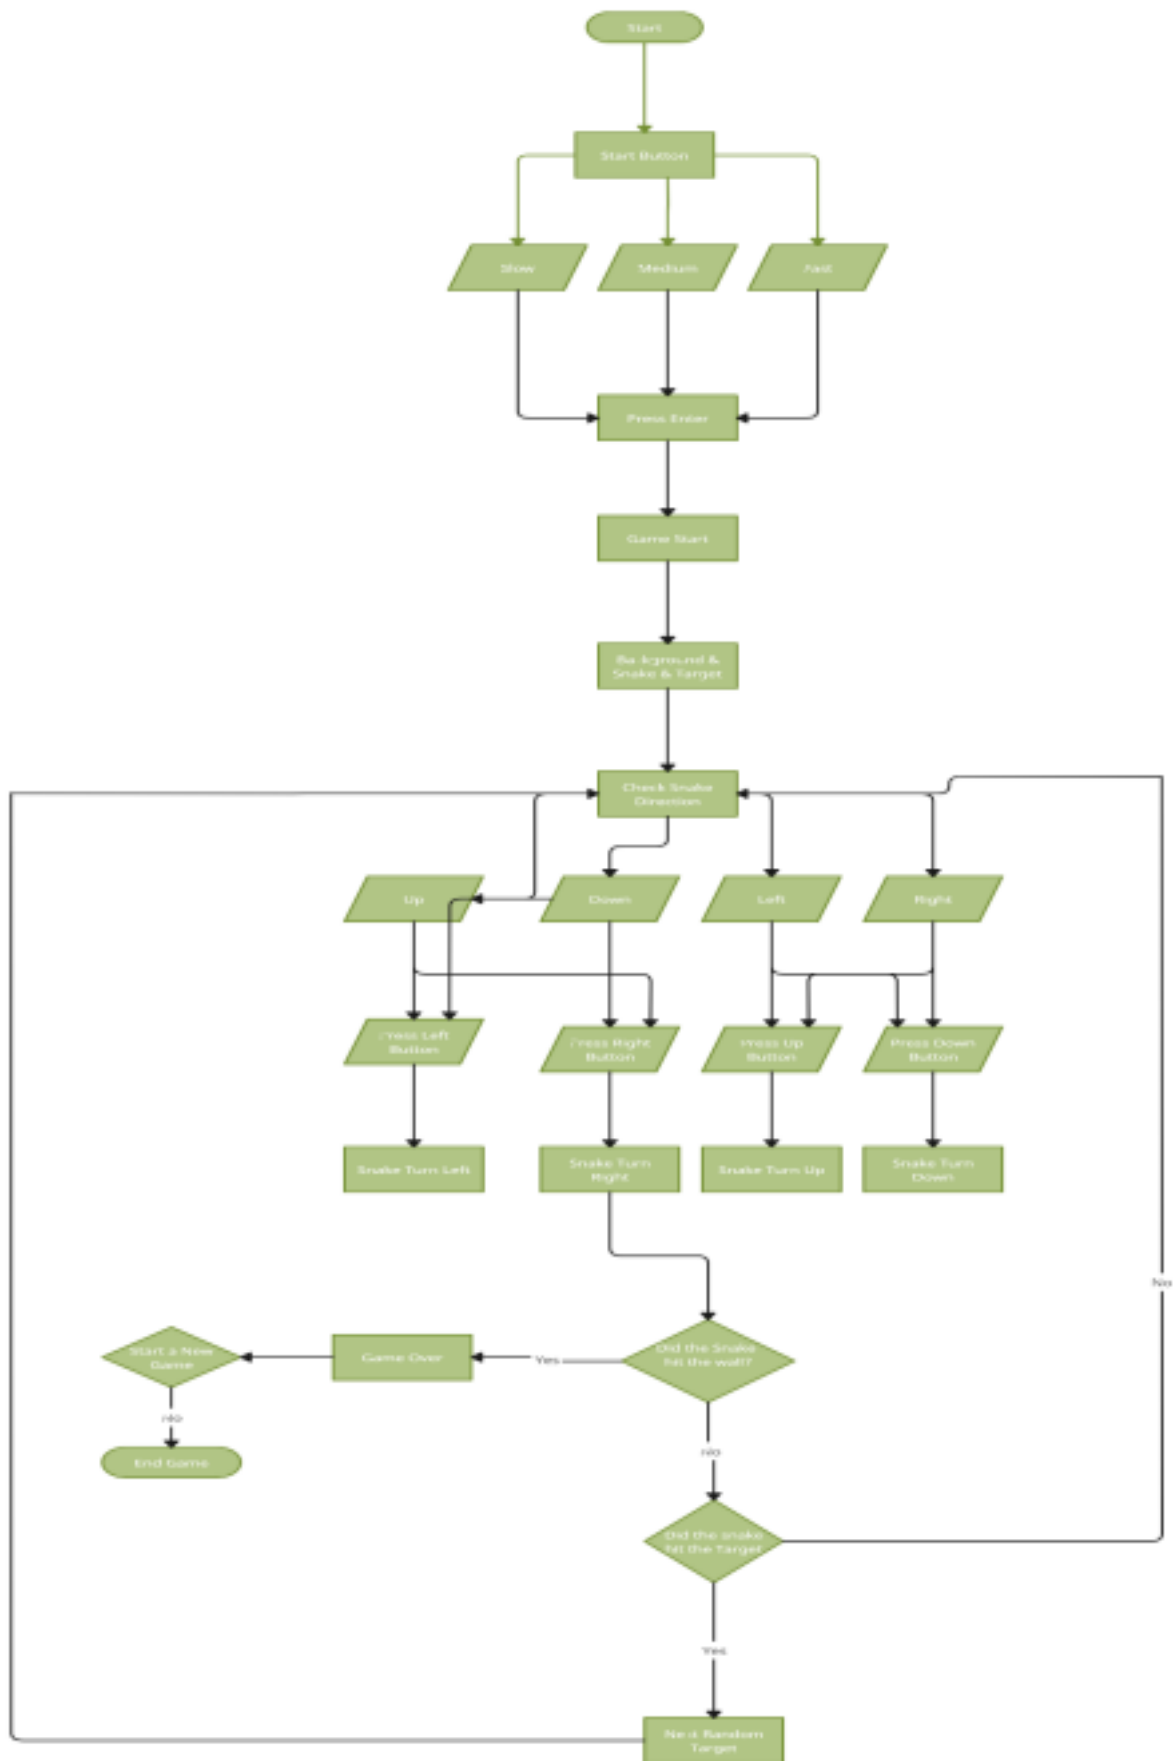 Start
Start Button
Slow
Medium
Fast
Press Enter
Game Start
Background &
Snake & Target
Check Snake
Direction
Up
Down
Left
Right
Press Left
Button
Press Right
Button
Press Up
Button
Press Down
Button
Snake Turn Left
Snake Turn
Right
Snake Turn Up
Snake Turn
Down
No
Did the Snake
hit the wall?
Yes
Game Over
Start a New
Game
No
End Game
No
Did the snake
hit the Target
Yes
Next Random
Target